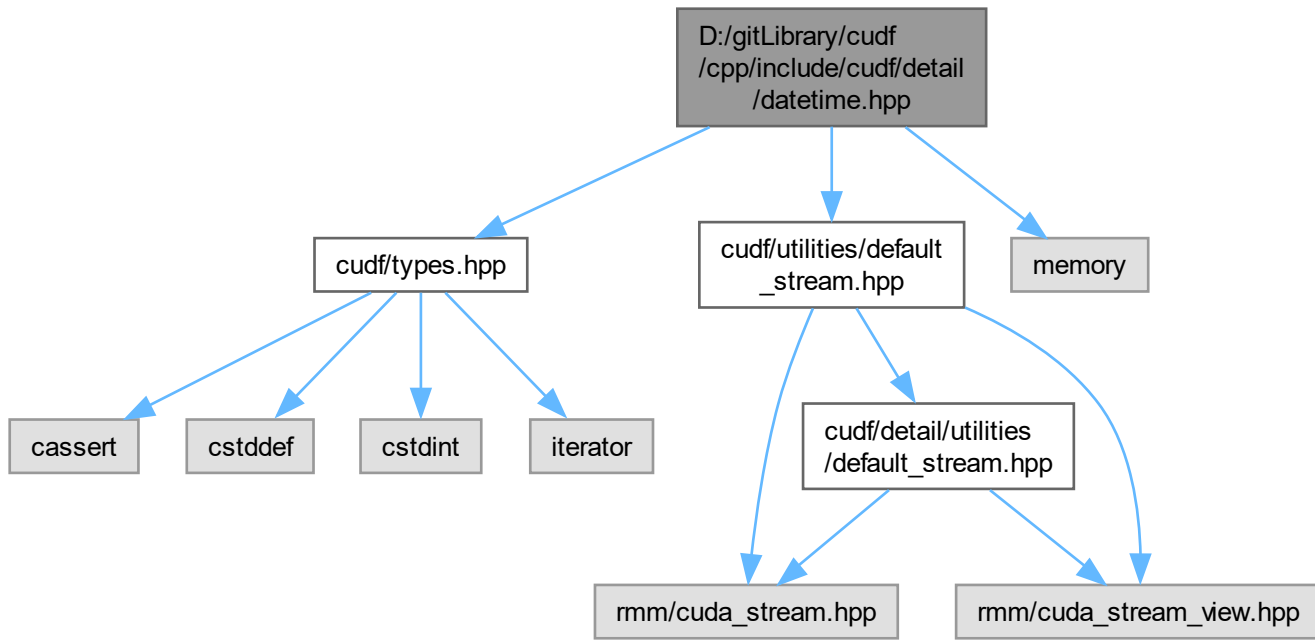 D:/gitLibrary/cudf
/cpp/include/cudf/detail
/datetime.hpp
cudf/types.hpp
cudf/utilities/default
_stream.hpp
memory
cassert
cstddef
cstdint
iterator
cudf/detail/utilities
/default_stream.hpp
rmm/cuda_stream.hpp
rmm/cuda_stream_view.hpp